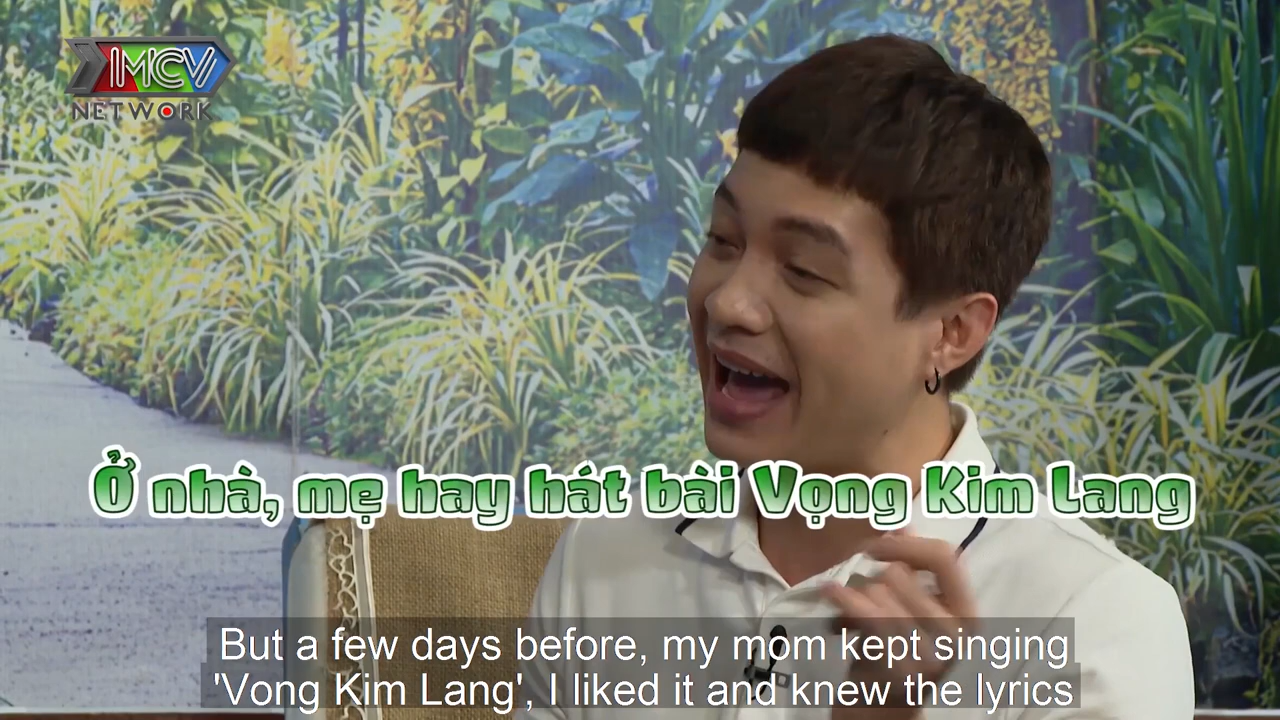 MCV
NETWORK
Ở nhà, mẹ hay hát bài Vọng Kim Lang
But a few days before, my mom kept singing
'Vong Kim Lang', I liked it and knew the lyrics